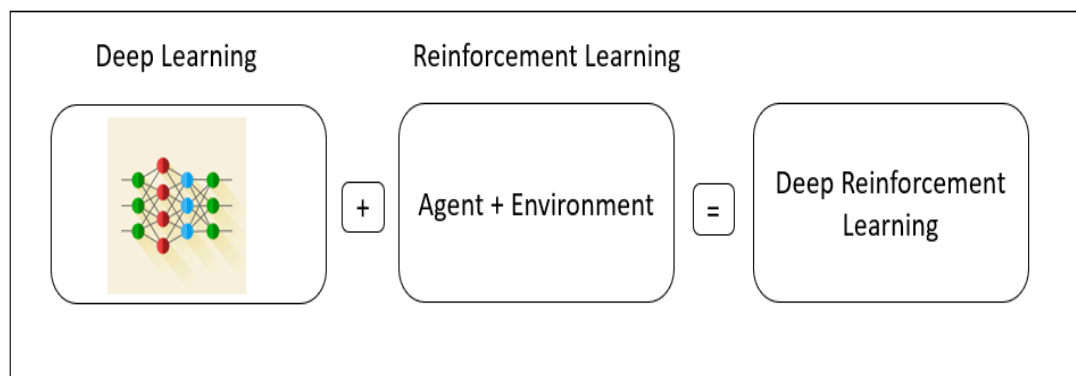 Deep Learning
Reinforcement Learning
+
Agent + Environment
=
Deep Reinforcement
Learning